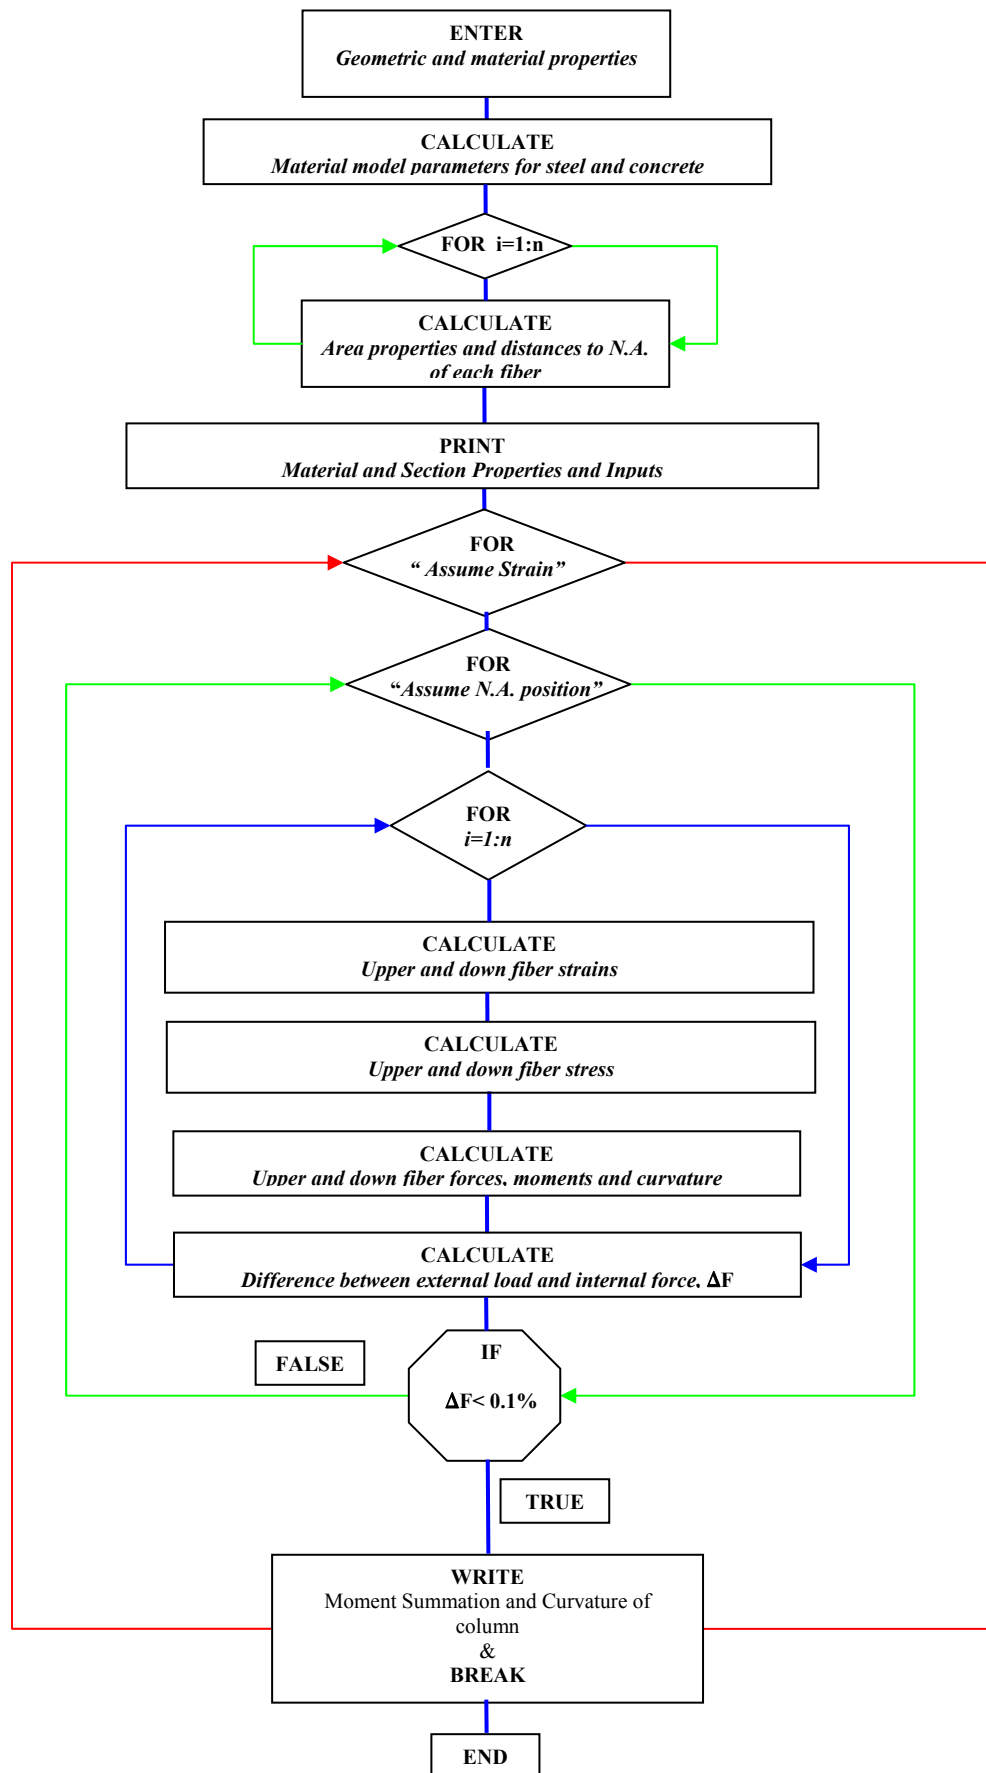 ENTER
Geometric and material properties
CALCULATE
Material model parameters for steel and concrete
FOR i=1:n
CALCULATE
Area properties and distances to N.A.
of each fiber
PRINT
Material and Section Properties and Inputs
FOR
“ Assume Strain”
FOR
“Assume N.A. position”
FOR
i=1:n
CALCULATE
Upper and down fiber strains
CALCULATE
Upper and down fiber stress
CALCULATE
Upper and down fiber forces, moments and curvature
CALCULATE
Difference between external load and internal force, ΔF
IF
FALSE
ΔF< 0.1%
TRUE
WRITE
Moment Summation and Curvature of
column
&
BREAK
END